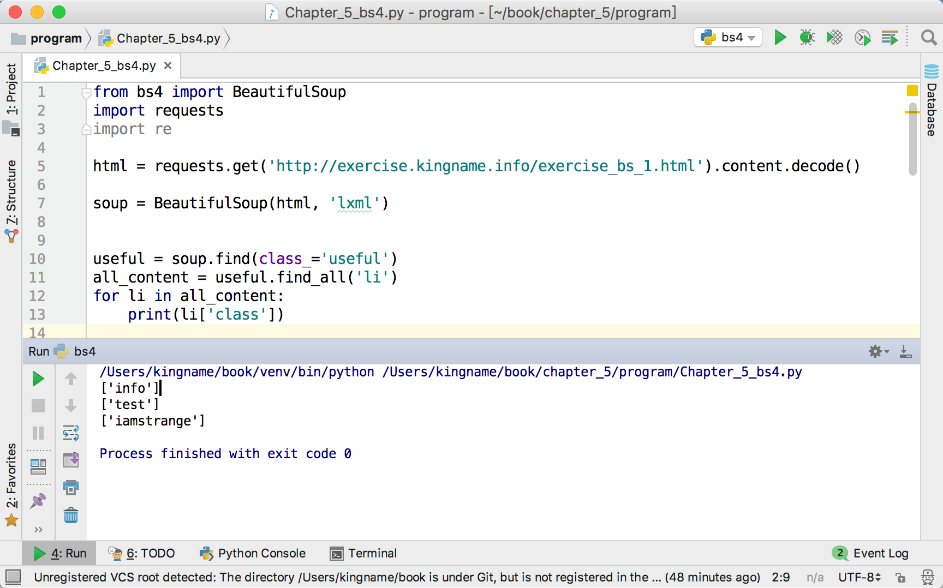 Chapter_5_bs4.py - program - [~/book/chapter_5/program]
program
Chapter_5_bs4.py
bs4
Chapter_5_bs4.py ×
1: Project
Z: Structure
2: Favorites
Database
1 from bs4 import BeautifulSoup
2 import requests
3 import re
4
5 html = requests.get('http://exercise.kingname.info/exercise_bs_1.html').content.decode()
6
7 soup = BeautifulSoup(html, 'lxml')
8
9
10 useful = soup.find(class_='useful')
11 all_content = useful.find_all('li')
12 for li in all_content:
13     print(li['class'])
14
Run bs4
/Users/kingname/book/venv/bin/python /Users/kingname/book/chapter_5/program/Chapter_5_bs4.py
['info']
['test']
['iamstrange']
Process finished with exit code 0
»
4: Run 6: TODO Python Console Terminal 2 Event Log
Unregistered VCS root detected: The directory /Users/kingname/book is under Git, but is not registered in the ... (48 minutes ago) 2:9 n/a UTF-8